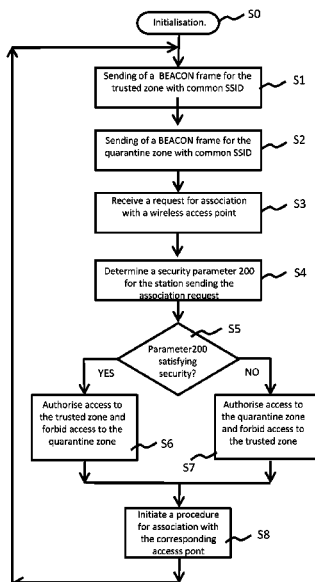 Initialisation.
S0
Sending of a BEACON frame for the
trusted zone with common SSID
S1
Sending of a BEACON frame for the
quarantine zone with common SSID
S2
Receive a request for association
with a wireless access point
S3
Determine a security parameter 200
for the station sending the
association request
S4
S5
Parameter200
satisfying
security?
YES
NO
Authorise access to
the trusted zone and
forbid access to the
quarantine zone
S6
Authorise access to
the quarantine zone
and forbid access to
the trusted zone
S7
Initiate a procedure
for association with
the corresponding
accesss pont
S8